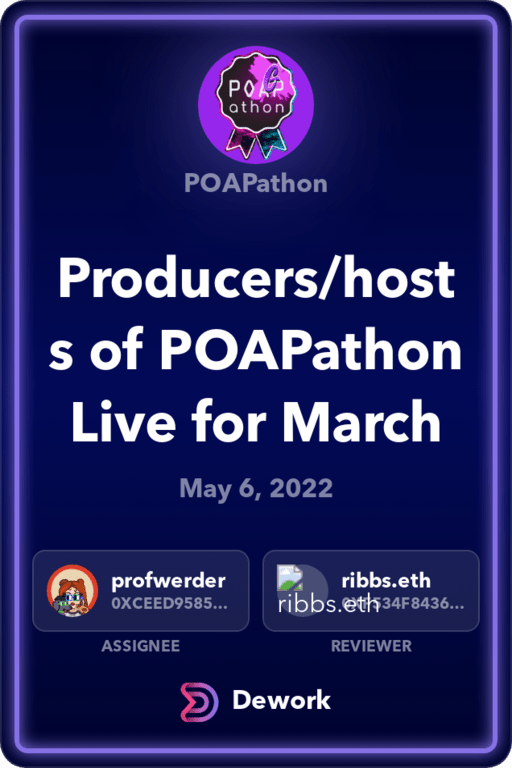 POAP
athon
POAPathon
Producers/host
s of POAPathon
Live for March
May 6, 2022
profwerder
0XCEED9585...
ribbs.eth
ribbs.eth
ASSIGNEE
REVIEWER
Dework